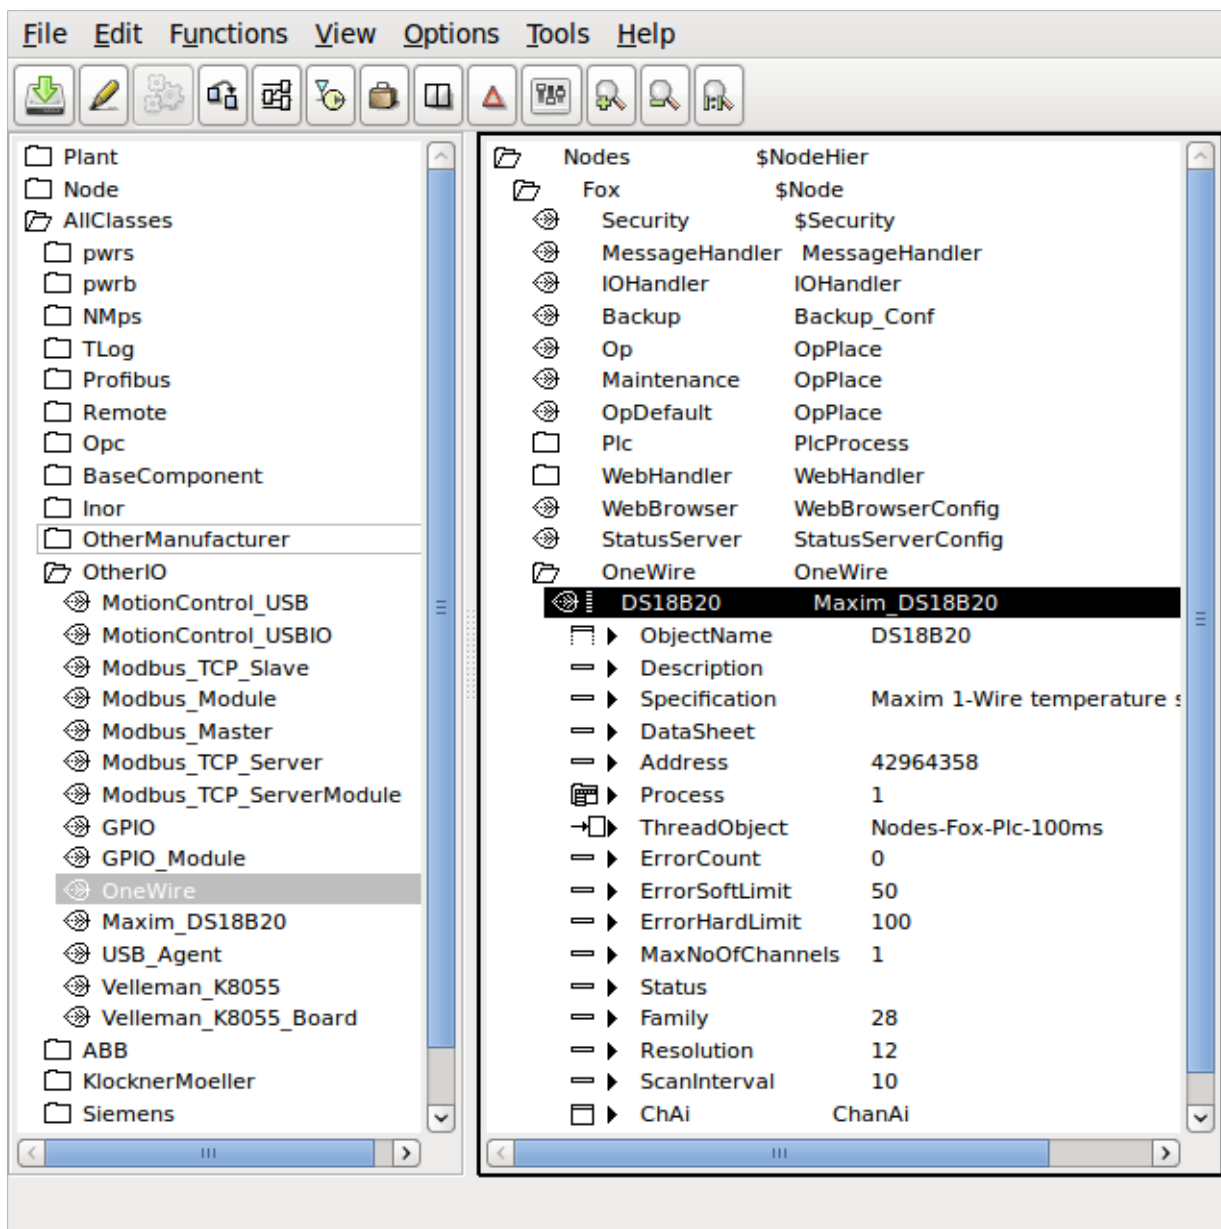 File Edit Functions View Options Tools Help
Plant
Node
AllClasses
pwrs
pwrb
NMps
TLog
Profibus
Remote
Opc
BaseComponent
Inor
OtherManufacturer
OtherIO
MotionControl_USB
MotionControl_USBIO
Modbus_TCP_Slave
Modbus_Module
Modbus_Master
Modbus_TCP_Server
Modbus_TCP_ServerModule
GPIO
GPIO_Module
OneWire
Maxim_DS18B20
USB_Agent
Velleman_K8055
Velleman_K8055_Board
ABB
KlocknerMoeller
Siemens
Nodes $NodeHier
Fox $Node
Security $Security
MessageHandler MessageHandler
IOHandler IOHandler
Backup Backup_Conf
Op OpPlace
Maintenance OpPlace
OpDefault OpPlace
Plc PlcProcess
WebHandler WebHandler
WebBrowser WebBrowserConfig
StatusServer StatusServerConfig
OneWire OneWire
DS18B20 Maxim_DS18B20
ObjectName DS18B20
Description
Specification Maxim 1-Wire temperature s
DataSheet
Address 42964358
Process 1
ThreadObject Nodes-Fox-Plc-100ms
ErrorCount 0
ErrorSoftLimit 50
ErrorHardLimit 100
MaxNoOfChannels 1
Status
Family 28
Resolution 12
ScanInterval 10
ChAi ChanAi